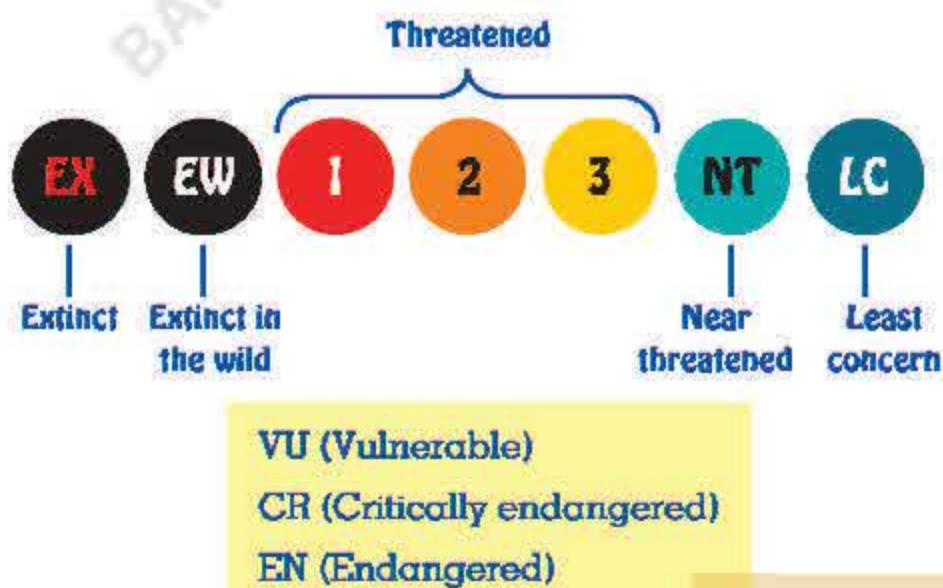 Threatened
EX EW 1 2 3 NT LC
Extinct
Extinct in
the wild
Near
threatened
Least
concern
VU (Vulnerable)
CR (Critically endangered)
EN (Endangered)